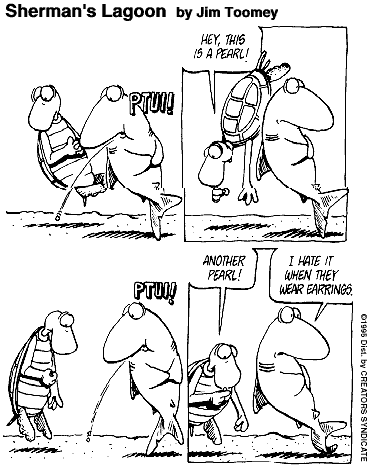 Sherman's Lagoon by Jim Toomey
PTUI!
HEY, THIS
IS A PEARL!
PTUI!
ANOTHER
PEARL!
I HATE IT
WHEN THEY
WEAR EARRINGS.
©1995 Dist. by CREATORS SYNDICATE